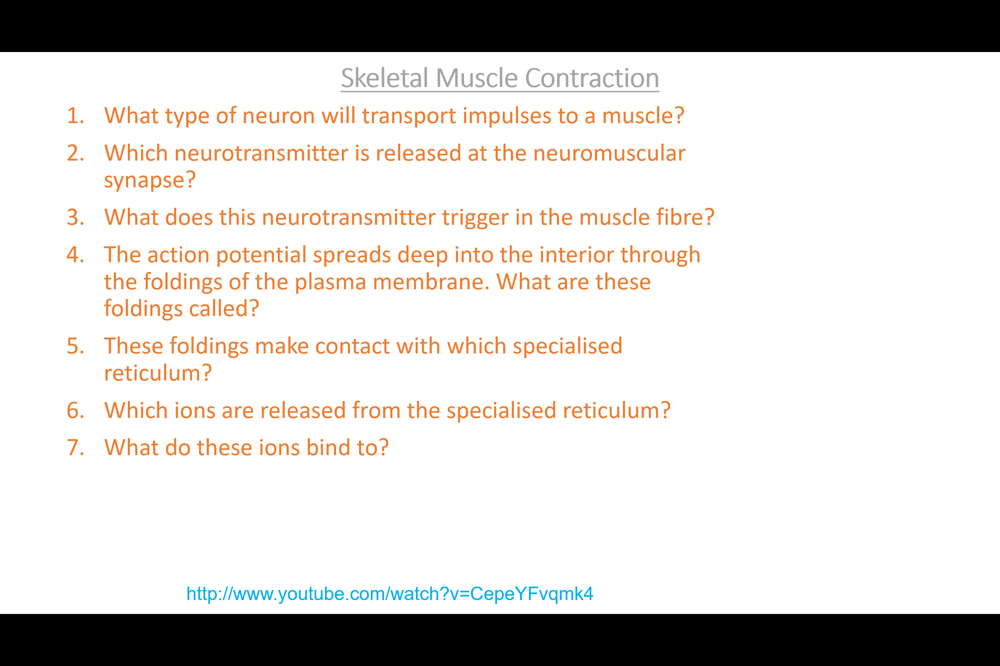 Skeletal Muscle Contraction
1. What type of neuron will transport impulses to a muscle?
2. Which neurotransmitter is released at the neuromuscular
synapse?
3. What does this neurotransmitter trigger in the muscle fibre?
4. The action potential spreads deep into the interior through
the foldings of the plasma membrane. What are these
foldings called?
5. These foldings make contact with which specialised
reticulum?
6. Which ions are released from the specialised reticulum?
7. What do these ions bind to?
http://www.youtube.com/watch?v=CepeYFvqmk4